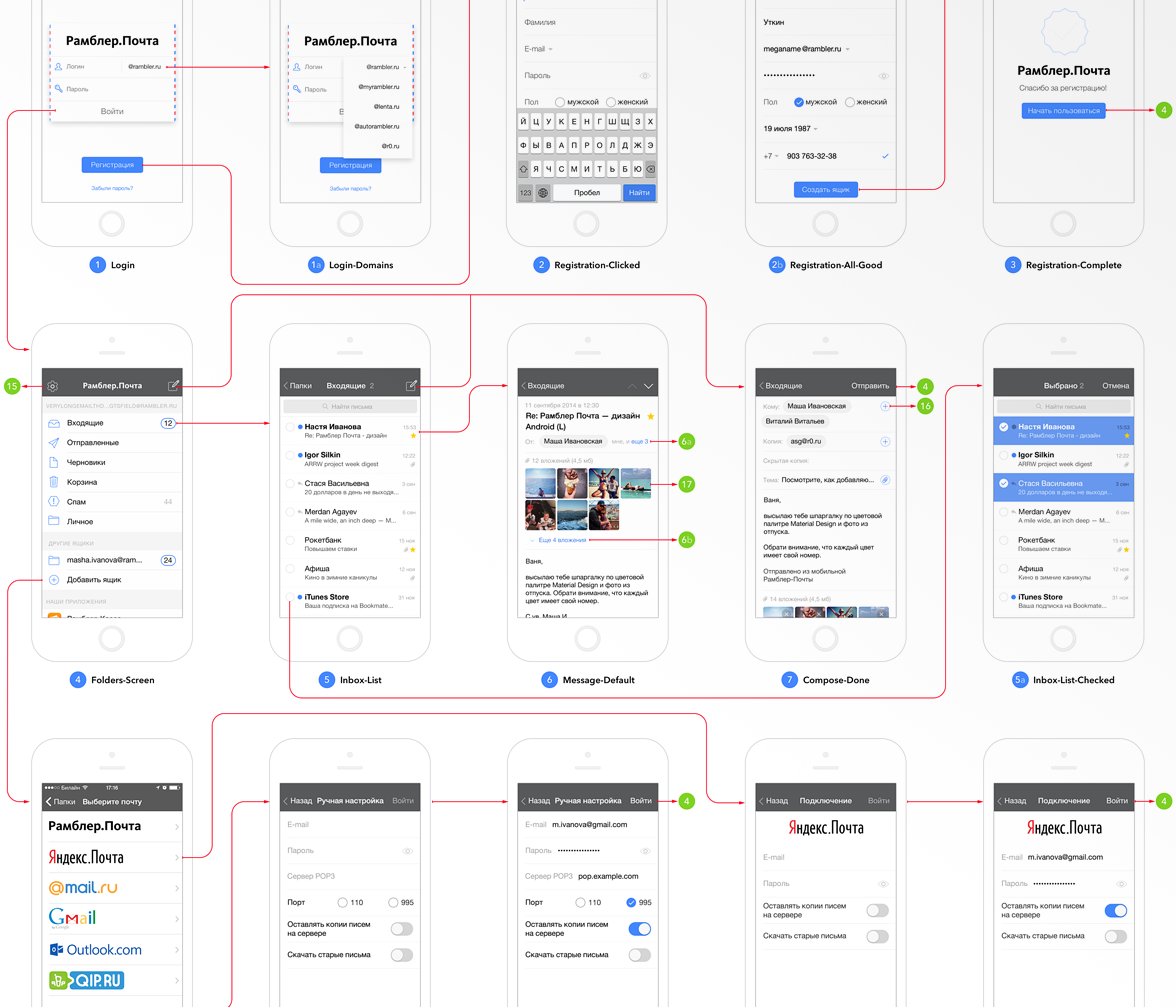 Рамблер.Почта
Логин
@rambler.ru
Пароль
Войти
Регистрация
Забыли пароль?
1 Login
Рамблер.Почта
Логин
@rambler.ru
Пароль
@myrambler.ru
@lenta.ru
@autorambler.ru
@r0.ru
Регистрация
Забыли пароль?
1a Login-Domains
Фамилия
E-mail
Пароль
Пол мужской женский
Й Ц У К Е Н Г Ш Щ З Х
Ф Ы В А П Р О Л Д Ж Э
Я Ч С М И Т Ь Б Ю
123 Пробел Найти
2 Registration-Clicked
Уткин
meganame @rambler.ru
Пол мужской женский
19 июля 1987
+7 903 763-32-38
Создать ящик
2b Registration-All-Good
Рамблер.Почта
Спасибо за регистрацию!
Начать пользоваться
4
3 Registration-Complete
15
Рамблер.Почта
VERYLONGEMAILTHO...GTSFIELD@RAMBLER.RU
Входящие 12
Отправленные
Черновики
Корзина
Спам 44
Личное
ДРУГИЕ ЯЩИКИ
masha.ivanova@ram... 24
Добавить ящик
НАШИ ПРИЛОЖЕНИЯ
4 Folders-Screen
Папки Входящие 2
Найти письма
Настя Иванова 15:53
Re: Рамблер Почта - дизайн
Igor Silkin 12:22
ARRW project week digest
Стася Васильевна 3 сен
20 долларов в день не выходя...
Merdan Agayev 6 сен
A mile wide, an inch deep — M...
Рокетбанк 15 ноя
Повышаем ставки
Афиша 12 ноя
Кино в зимние каникулы
iTunes Store 31 ноя
Ваша подписка на Bookmate...
5 Inbox-List
Входящие
11 сентября 2014 в 12:30
Re: Рамблер Почта — дизайн
Android (L)
От: Маша Ивановская мне, и еще 3
6a
12 вложений (4,5 мб)
17
Еще 4 вложения
6b
Ваня,
высылаю тебе шпаргалку по цветовой
палитре Material Design и фото из
отпуска. Обрати внимание, что каждый
цвет имеет свой номер.
С ув. Маша И.
6 Message-Default
Входящие Отправить
4
Кому: Маша Ивановская
16
Виталий Витальев
Копия: asg@r0.ru
Скрытая копия:
Тема: Посмотрите, как добавляю...
Ваня,
высылаю тебе шпаргалку по цветовой
палитре Material Design и фото из
отпуска.
Обрати внимание, что каждый цвет
имеет свой номер.
Отправлено из мобильной
Рамблер-Почты
14 вложений (4,5 мб)
7 Compose-Done
Выбрано 2 Отмена
Найти письма
Настя Иванова 15:53
Re: Рамблер Почта - дизайн
Igor Silkin 12:22
ARRW project week digest
Стася Васильевна 3 сен
20 долларов в день не выходя...
Merdan Agayev 6 сен
A mile wide, an inch deep — M...
Рокетбанк 15 ноя
Повышаем ставки
Афиша 12 ноя
Кино в зимние каникулы
iTunes Store 31 ноя
Ваша подписка на Bookmate...
5a Inbox-List-Checked
Билайн 17:16
Папки Выберите почту
Рамблер.Почта
Яндекс.Почта
@mail.ru
Gmail
by Google
Outlook.com
QIP.RU
Назад Ручная настройка Войти
E-mail
Пароль
Сервер POP3
Порт 110 995
Оставлять копии писем
на сервере
Скачать старые письма
Назад Ручная настройка Войти
4
E-mail m.ivanova@gmail.com
Пароль
Сервер POP3 pop.example.com
Порт 110 995
Оставлять копии писем
на сервере
Скачать старые письма
Назад Подключение Войти
Яндекс.Почта
E-mail
Пароль
Оставлять копии писем
на сервере
Скачать старые письма
Назад Подключение Войти
4
Яндекс.Почта
E-mail m.ivanova@gmail.com
Пароль
Оставлять копии писем
на сервере
Скачать старые письма